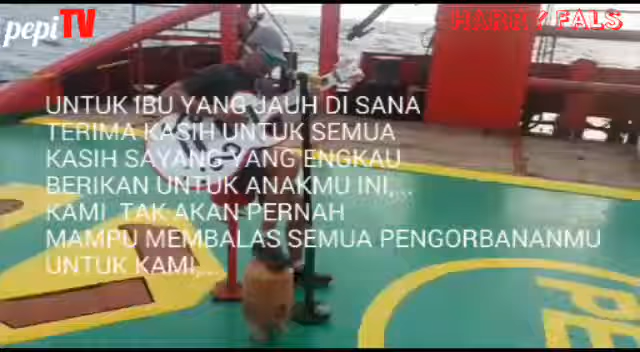 pepiTV
HARRY FALS
UNTUK IBU YANG JAUH DI SANA
TERIMA KASIH UNTUK SEMUA
KASIH SAYANG YANG ENGKAU
BERIKAN UNTUK ANAKMU INI,...
KAMI TAK AKAN PERNAH
MAMPU MEMBALAS SEMUA PENGORBANANMU
UNTUK KAMI,...